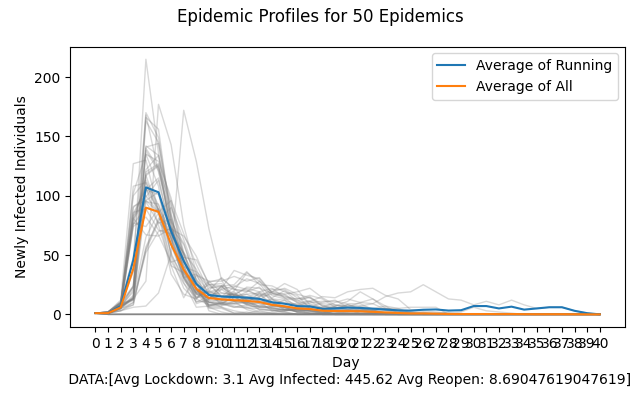 Epidemic Profiles for 50 Epidemics
Average of Running
Average of All
Newly Infected Individuals
200
150
100
50
0
0 1 2 3 4 5 6 7 8 9 10 11 12 13 14 15 16 17 18 19 20 21 22 23 24 25 26 27 28 29 30 31 32 33 34 35 36 37 38 39 40
Day
DATA:[Avg Lockdown: 3.1 Avg Infected: 445.62 Avg Reopen: 8.69047619047619]